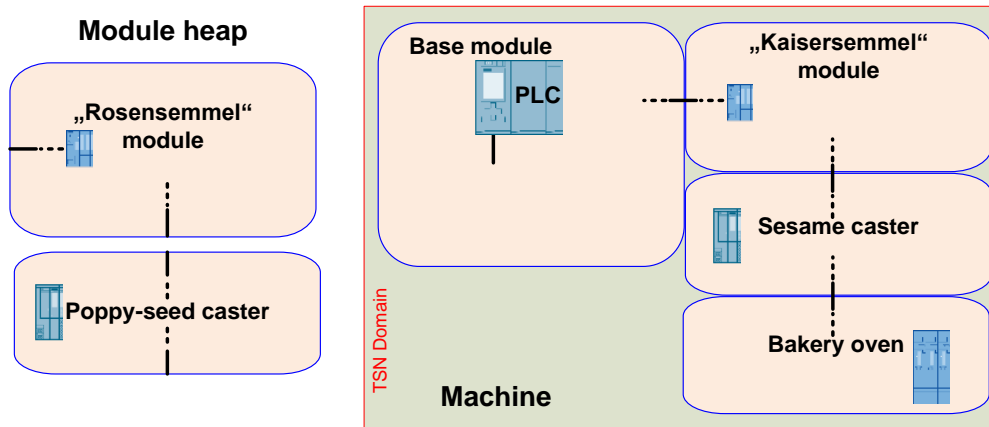 Module heap
„Rosensemmel“
module
Poppy-seed caster
Base module
PLC
„Kaisersemmel“
module
Sesame caster
Bakery oven
TSN Domain
Machine